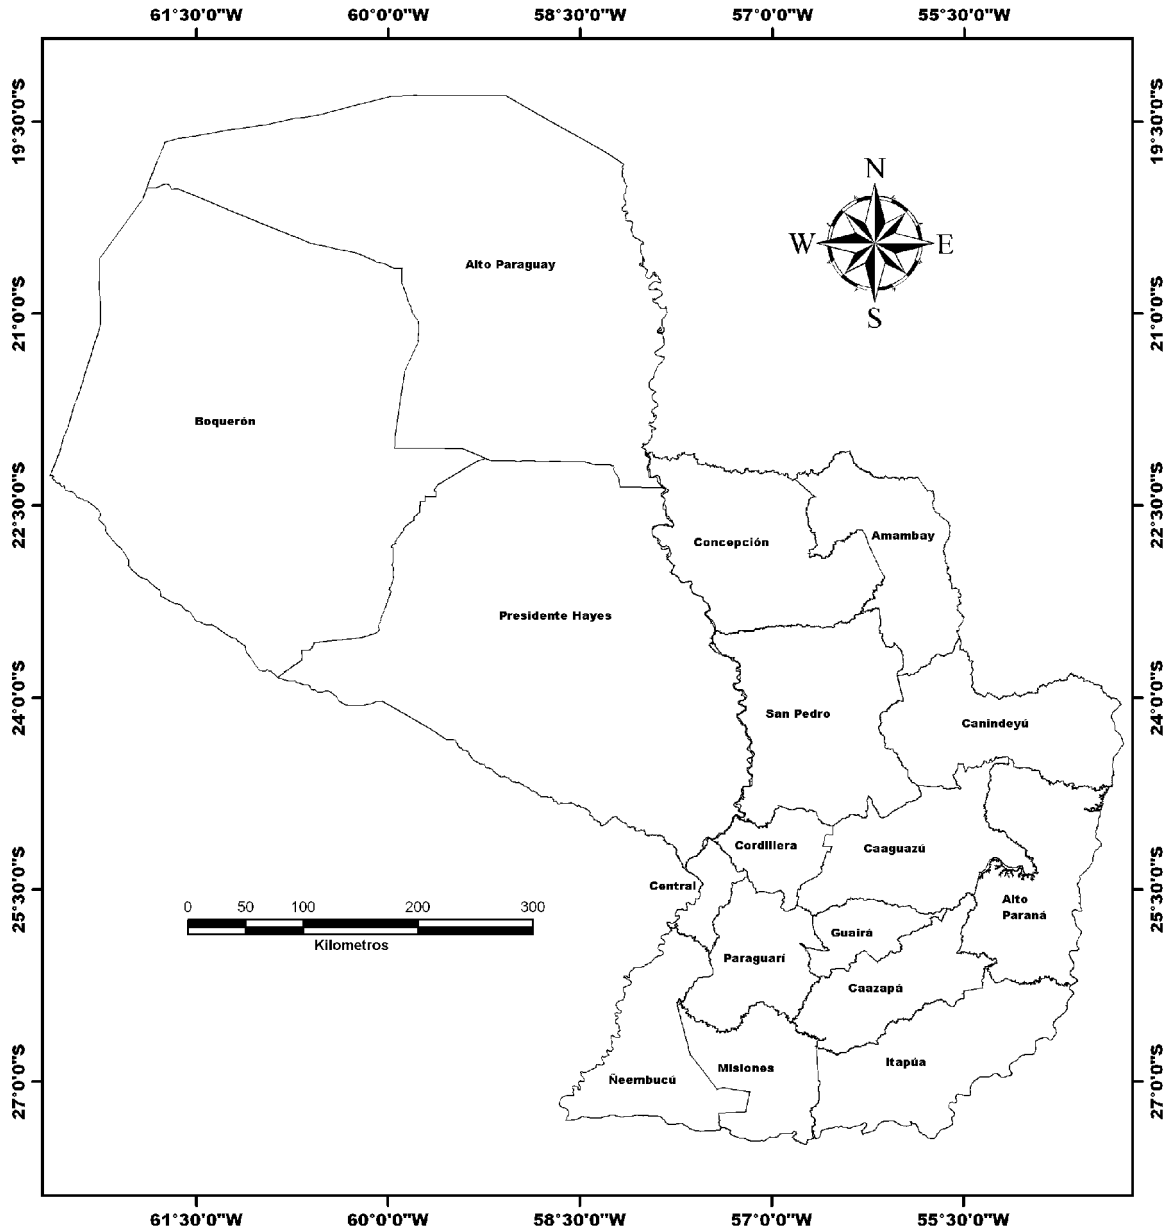 61°30'0"W 60°0'0"W 58°30'0"W 57°0'0"W 55°30'0"W
19°30'0"S
19°30'0"S
N
W
E
S
Alto Paraguay
21°0'0"S
21°0'0"S
Boquerón
22°30'0"S
22°30'0"S
Concepción
Amambay
Presidente Hayes
24°0'0"S
24°0'0"S
San Pedro
Canindeyú
Cordillera
Caaguazú
25°30'0"S
25°30'0"S
Central
Alto
Paraná
0 50 100 200 300
Kilometros
Guairá
Paraguarí
Caazapá
Itapúa
Misiones
Ñeembucú
27°0'0"S
27°0'0"S
61°30'0"W 60°0'0"W 58°30'0"W 57°0'0"W 55°30'0"W